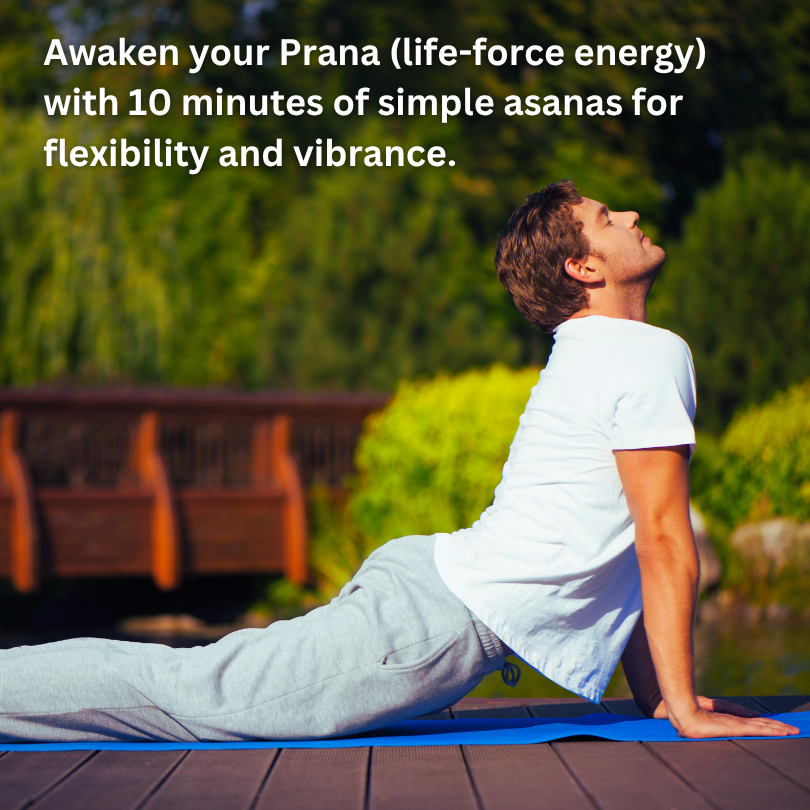 Awaken your Prana (life-force energy)
with 10 minutes of simple asanas for
flexibility and vibrance.